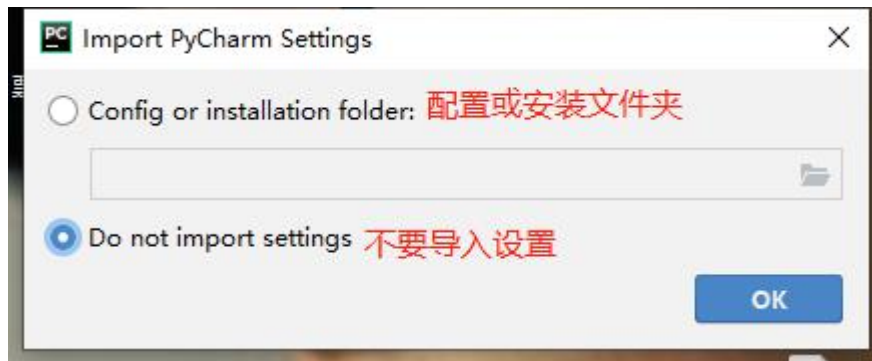 PC Import PyCharm Settings
Config or installation folder: 配置或安装文件夹
Do not import settings 不要导入设置
OK